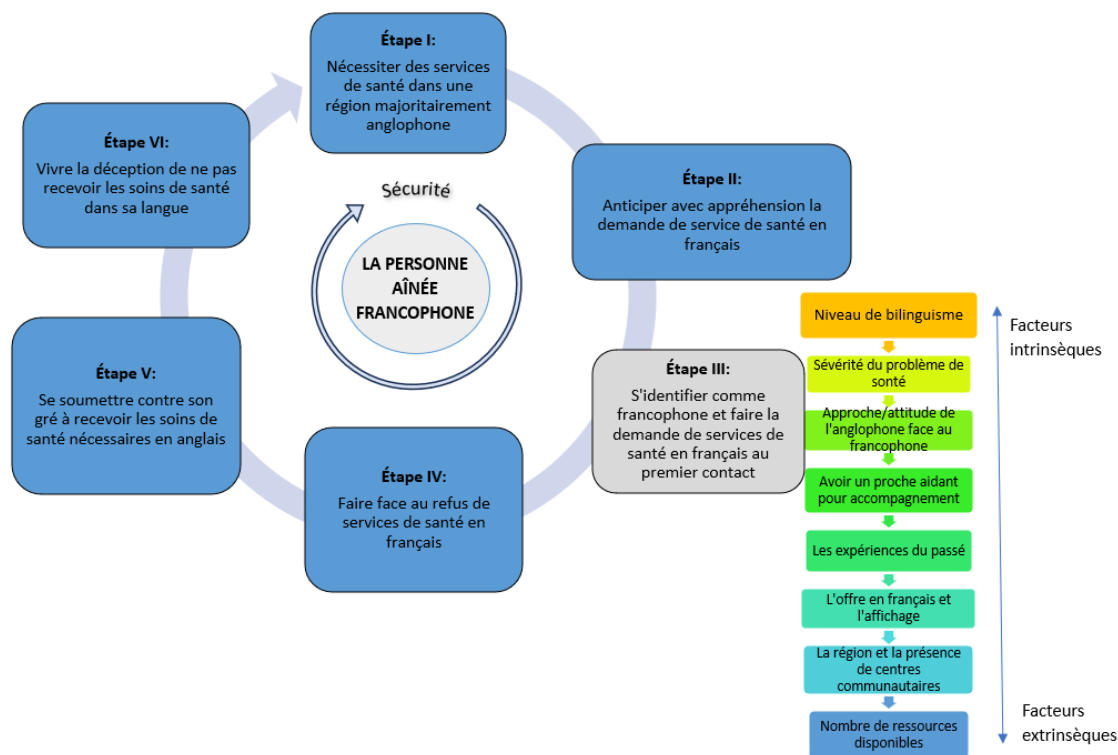 Étape I:
Nécessiter des services
de santé dans une
région majoritairement
anglophone
Étape II:
Anticiper avec appréhension la
demande de service de santé en
français
Étape III:
S'identifier comme
francophone et faire la
demande de services de
santé en français au
premier contact
Étape IV:
Faire face au refus de
services de santé en
français
Étape V:
Se soumettre contre son
gré à recevoir les soins de
santé nécessaires en anglais
Étape VI:
Vivre la déception de ne pas
recevoir les soins de santé
dans sa langue
Sécurité
LA PERSONNE
AÎNÉE
FRANCOPHONE
Niveau de bilinguisme
Sévérité du problème de
sonté
Approche/attitude de
l'anglophone face au
francophone
Avoir un proche aidant
pour accompagnement
Les expériences du passé
L'offre en français et
l'affichage
La région et la présence
de centres
communautaires
Nombre de ressources
disponibles
Facteurs
intrinsèques
Facteurs
extrinsèques